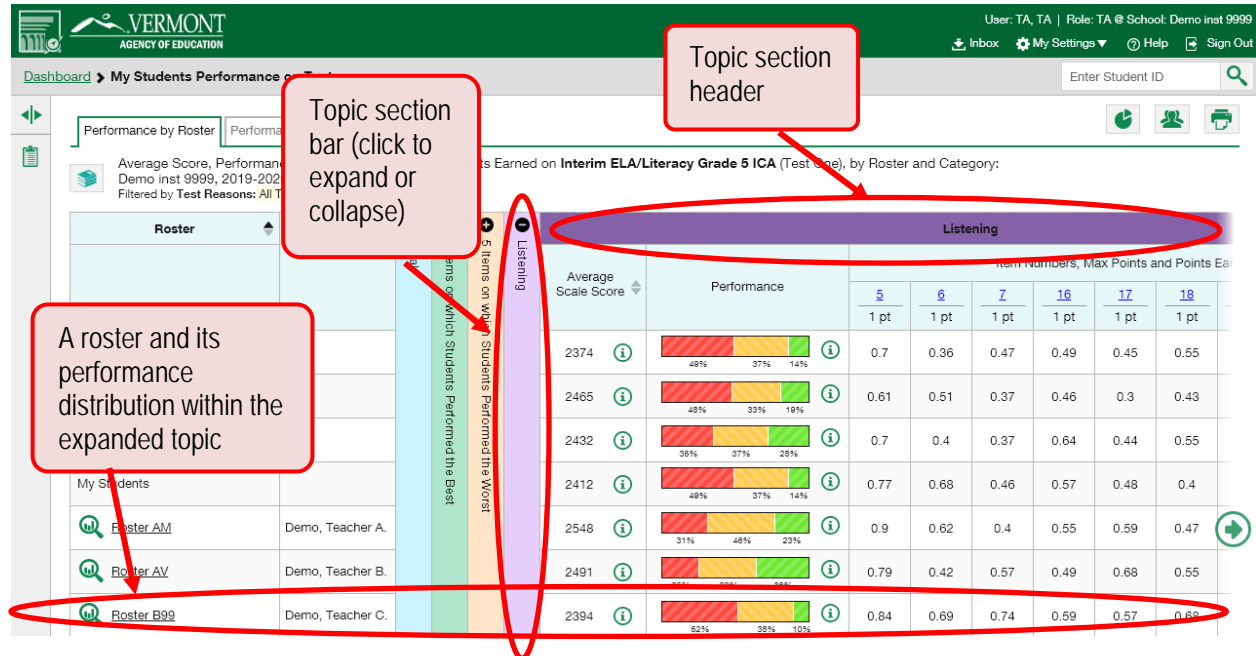 VERMONT
AGENCY OF EDUCATION
User: TA, TA | Role: TA @ School: Demo inst 9999
Inbox My Settings▼ Help Sign Out
Dashboard > My Students Performance
Enter Student ID
Topic section
header
Topic section
bar (click to
expand or
collapse)
Performance by Roster
Average Score,
ts Earned on Interim ELA/Literacy Grade 5 ICA (Test One), by Roster and Category:
Demo inst 9999,
Filtered by Test Reasons: All
Roster
5 Items on which Students Performed the Worst
ems on which Students Performed the Best
Listening
Listening
Item Numbers, Max Points and Points Ear
Average
Scale Score
Performance
5 6 7 16 17 18
1 pt 1 pt 1 pt 1 pt 1 pt 1 pt
A roster and its
performance
distribution within the
expanded topic
2374 49% 37% 14% 0.7 0.36 0.47 0.49 0.45 0.55
2465 48% 33% 19% 0.61 0.51 0.37 0.46 0.3 0.43
2432 36% 37% 28% 0.7 0.4 0.37 0.64 0.44 0.55
My Students 2412 49% 37% 14% 0.77 0.68 0.46 0.57 0.48 0.4
Roster AM Demo, Teacher A. 2548 31% 46% 23% 0.9 0.62 0.4 0.55 0.59 0.47
Roster AV Demo, Teacher B. 2491 0.79 0.42 0.57 0.49 0.68 0.55
Roster B99 Demo, Teacher C. 2394 62% 38% 10% 0.84 0.69 0.74 0.59 0.57 0.68